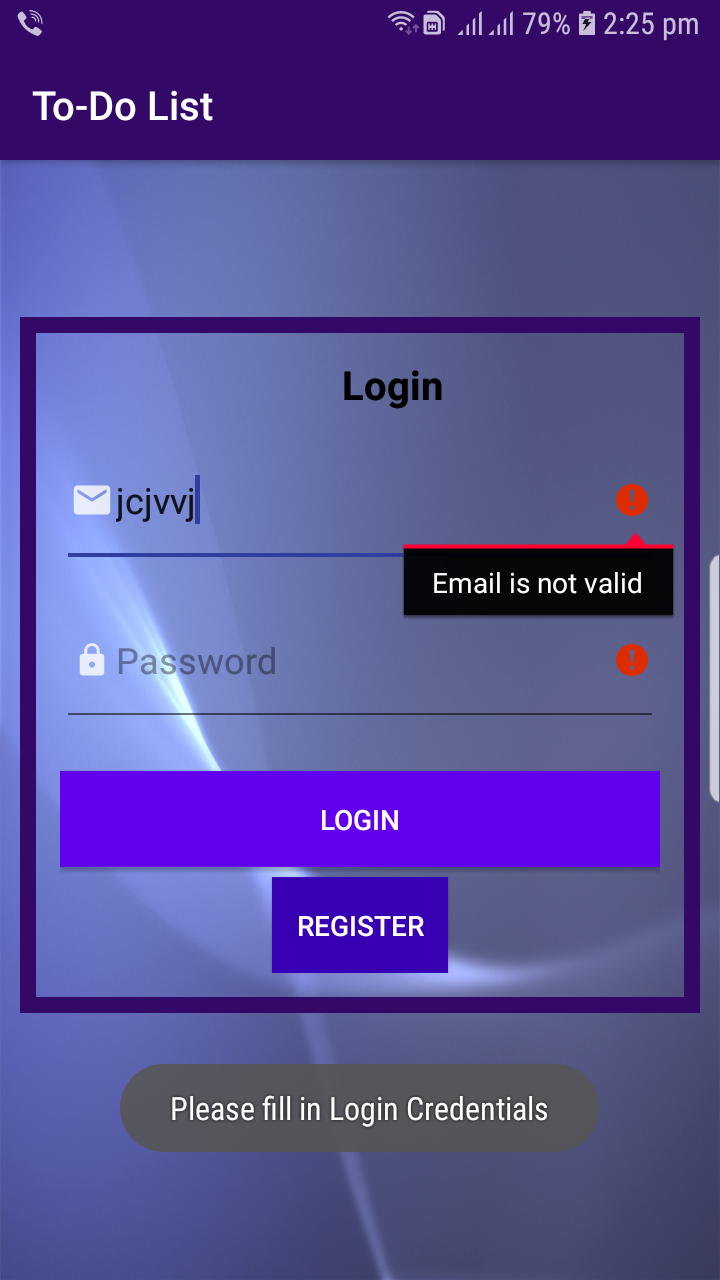 79% 2:25 pm
To-Do List
Login
jcjvvj
Email is not valid
Password
LOGIN
REGISTER
Please fill in Login Credentials